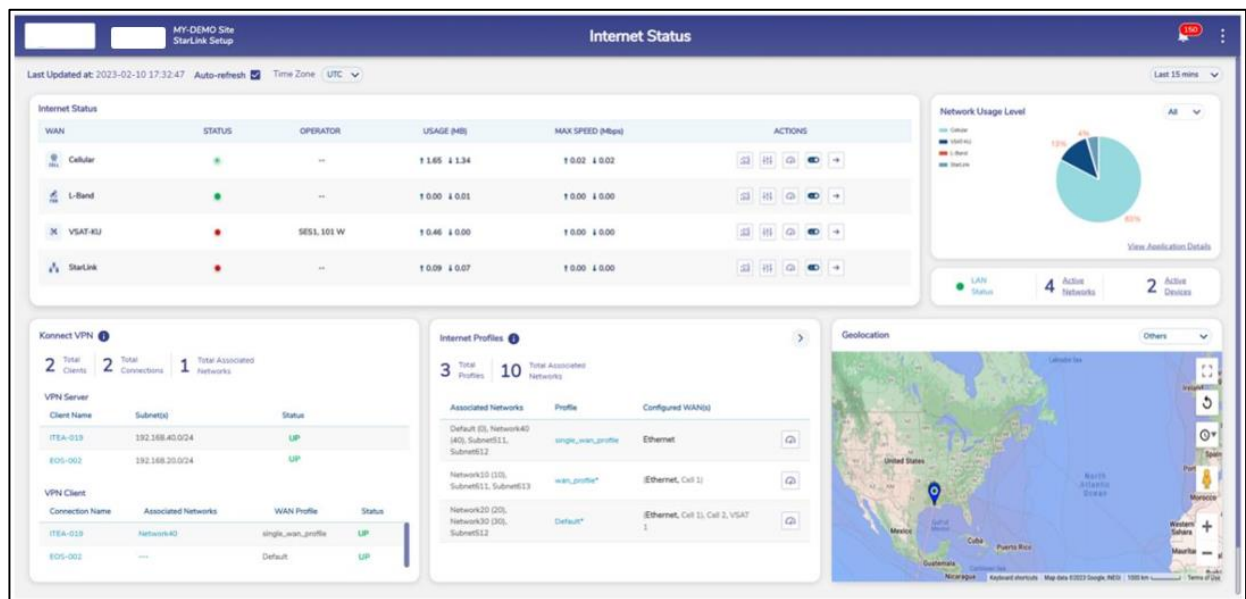 MY-DEMO Site
StarLink Setup
Internet Status
150
Last Updated at: 2023-02-10 17:32:47 Auto-refresh Time Zone UTC
Last 15 mins
Internet Status
WAN STATUS OPERATOR USAGE (MB) MAX SPEED (Mbps) ACTIONS
Cellular -- ↑ 1.65 ↓ 1.34 ↑ 0.02 ↓ 0.02
L-Band -- ↑ 0.00 ↓ 0.01 ↑ 0.00 ↓ 0.00
VSAT-KU SES1, 101 W ↑ 0.46 ↓ 0.00 ↑ 0.00 ↓ 0.00
StarLink -- ↑ 0.09 ↓ 0.07 ↑ 0.00 ↓ 0.00
Network Usage Level
All
Cellular
VSAT-KU
L-Band
StarLink
4%
13%
83%
View Application Details
LAN Status
4 Active Networks
2 Active Devices
Konnect VPN
2 Total Clients
2 Total Connections
1 Total Associated Networks
VPN Server
Client Name Subnet(s) Status
ITEA-019 192.168.40.0/24 UP
EOS-002 192.168.20.0/24 UP
VPN Client
Connection Name Associated Networks WAN Profile Status
ITEA-019 Network40 single_wan_profile UP
EOS-002 --- Default UP
Internet Profiles
3 Total Profiles
10 Total Associated Networks
Associated Networks Profile Configured WAN(s)
Default (0), Network40
(40), Subnet511,
Subnet612
single_wan_profile
Ethernet
Network10 (10),
Subnet611, Subnet613
wan_profile*
(Ethernet, Cell 1)
Network20 (20),
Network30 (30),
Subnet512
Default*
(Ethernet, Cell 1), Cell 2, VSAT
1
Geolocation
Others
Labrador Sea
Ireland
United States
North
Atlantic
Ocean
Spain
Port
Morocco
Western
Sahara
Gulf of
Mexico
Mexico
Cuba
Puerto Rico
Mauritan
Guatemala
Caribbean Sea
Nicaragua
Keyboard shortcuts Map data ©2023 Google, INEGI 1000 km Terms of Use